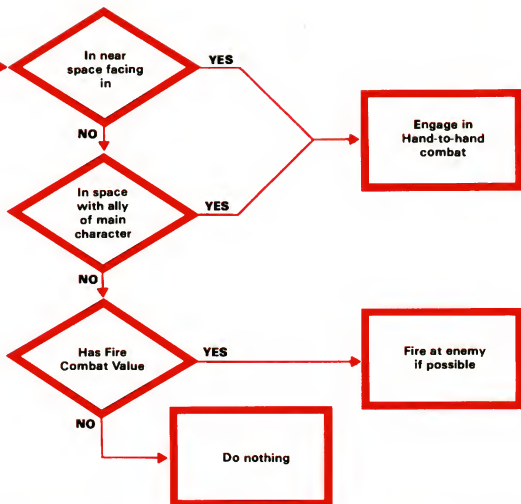 In near
space facing
in
YES
NO
Engage in
Hand-to-hand
combat
In space
with ally
of main
character
YES
NO
Has Fire
Combat Value
YES
Fire at enemy
if possible
NO
Do nothing